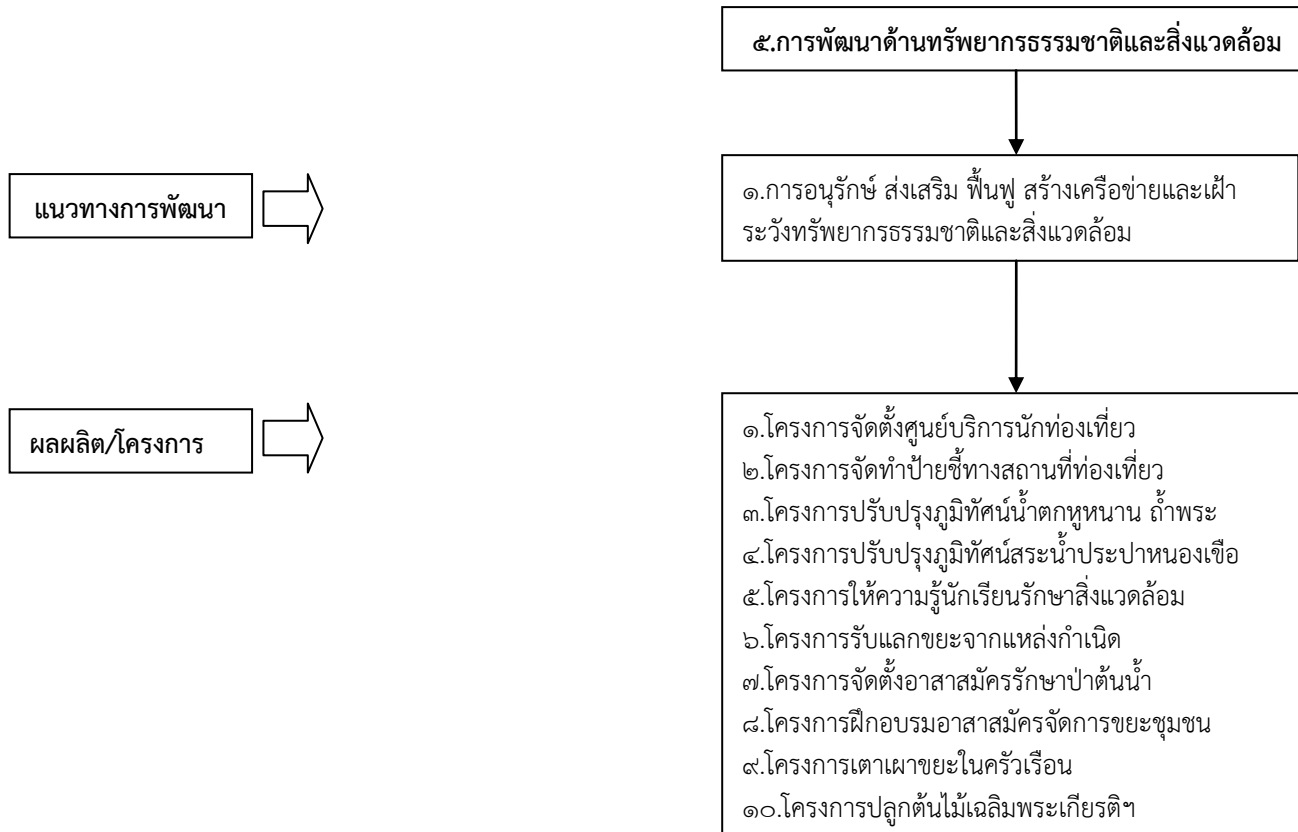 ๕.การพัฒนาด้านทรัพยากรธรรมชาติและสิ่งแวดล้อม
แนวทางการพัฒนา
๑.การอนุรักษ์ ส่งเสริม ฟื้นฟู สร้างเครือข่ายและเฝ้า
ระวังทรัพยากรธรรมชาติและสิ่งแวดล้อม
ผลผลิต/โครงการ
๑.โครงการจัดตั้งศูนย์บริการนักท่องเที่ยว
๒.โครงการจัดทำป้ายชี้ทางสถานที่ท่องเที่ยว
๓.โครงการปรับปรุงภูมิทัศน์น้ำตกหูหนาน ถ้ำพระ
๔.โครงการปรับปรุงภูมิทัศน์สระน้ำประปาหนองเขือ
๕.โครงการให้ความรู้นักเรียนรักษาสิ่งแวดล้อม
๖.โครงการรับแลกขยะจากแหล่งกำเนิด
๗.โครงการจัดตั้งอาสาสมัครรักษาป่าต้นน้ำ
๘.โครงการฝึกอบรมอาสาสมัครจัดการขยะชุมชน
๙.โครงการเตาเผาขยะในครัวเรือน
๑๐.โครงการปลูกต้นไม้เฉลิมพระเกียรติฯ